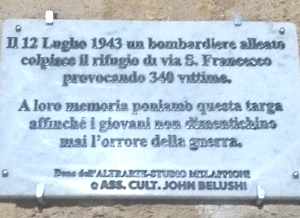 Il 12 Luglio 1943 un bombardiere alleato
colpisce il rifugio di via S. Francesco
provocando 340 vittime.
A loro memoria poniamo questa targa
affinché i giovani non dimentichino
mai l'orrore della guerra.
Dono dell'ALTRARTE-STUDIO
e ASS. CULT. JOHN BELUSHI